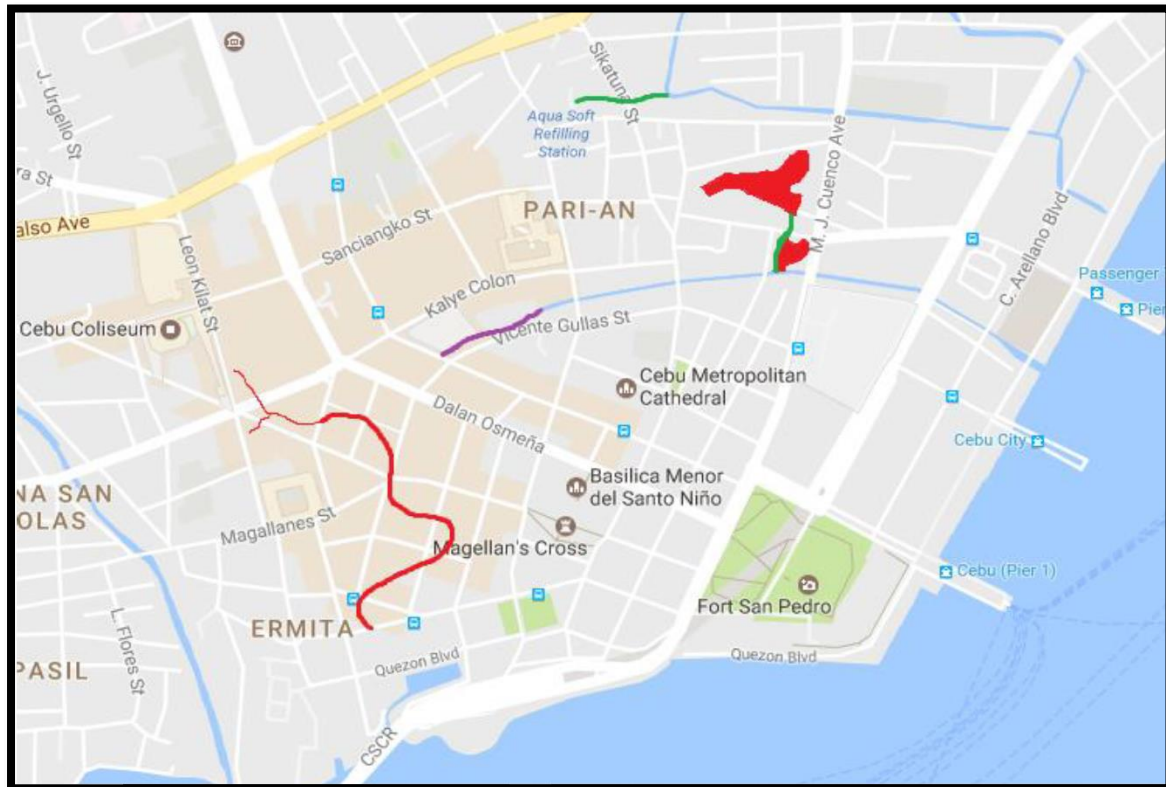 J. Urgello St
Sikatuna St
Aqua Soft
Refilling
Station
ra St
also Ave
PARI-AN
Sanciangko St
M. J. Cuenco Ave
C. Arellano Blvd
Leon Kilat St
Kalye Colon
Passenger
Pier
Cebu Coliseum
Vicente Gullas St
Cebu Metropolitan
Cathedral
Dalan Osmeña
Cebu City
NA SAN
OLAS
Basilica Menor
del Santo Niño
Magallanes St
Magellan's Cross
Cebu (Pier 1)
Fort San Pedro
L. Flores St
ERMITA
PASIL
Quezon Blvd
Quezon Blvd
CSCR